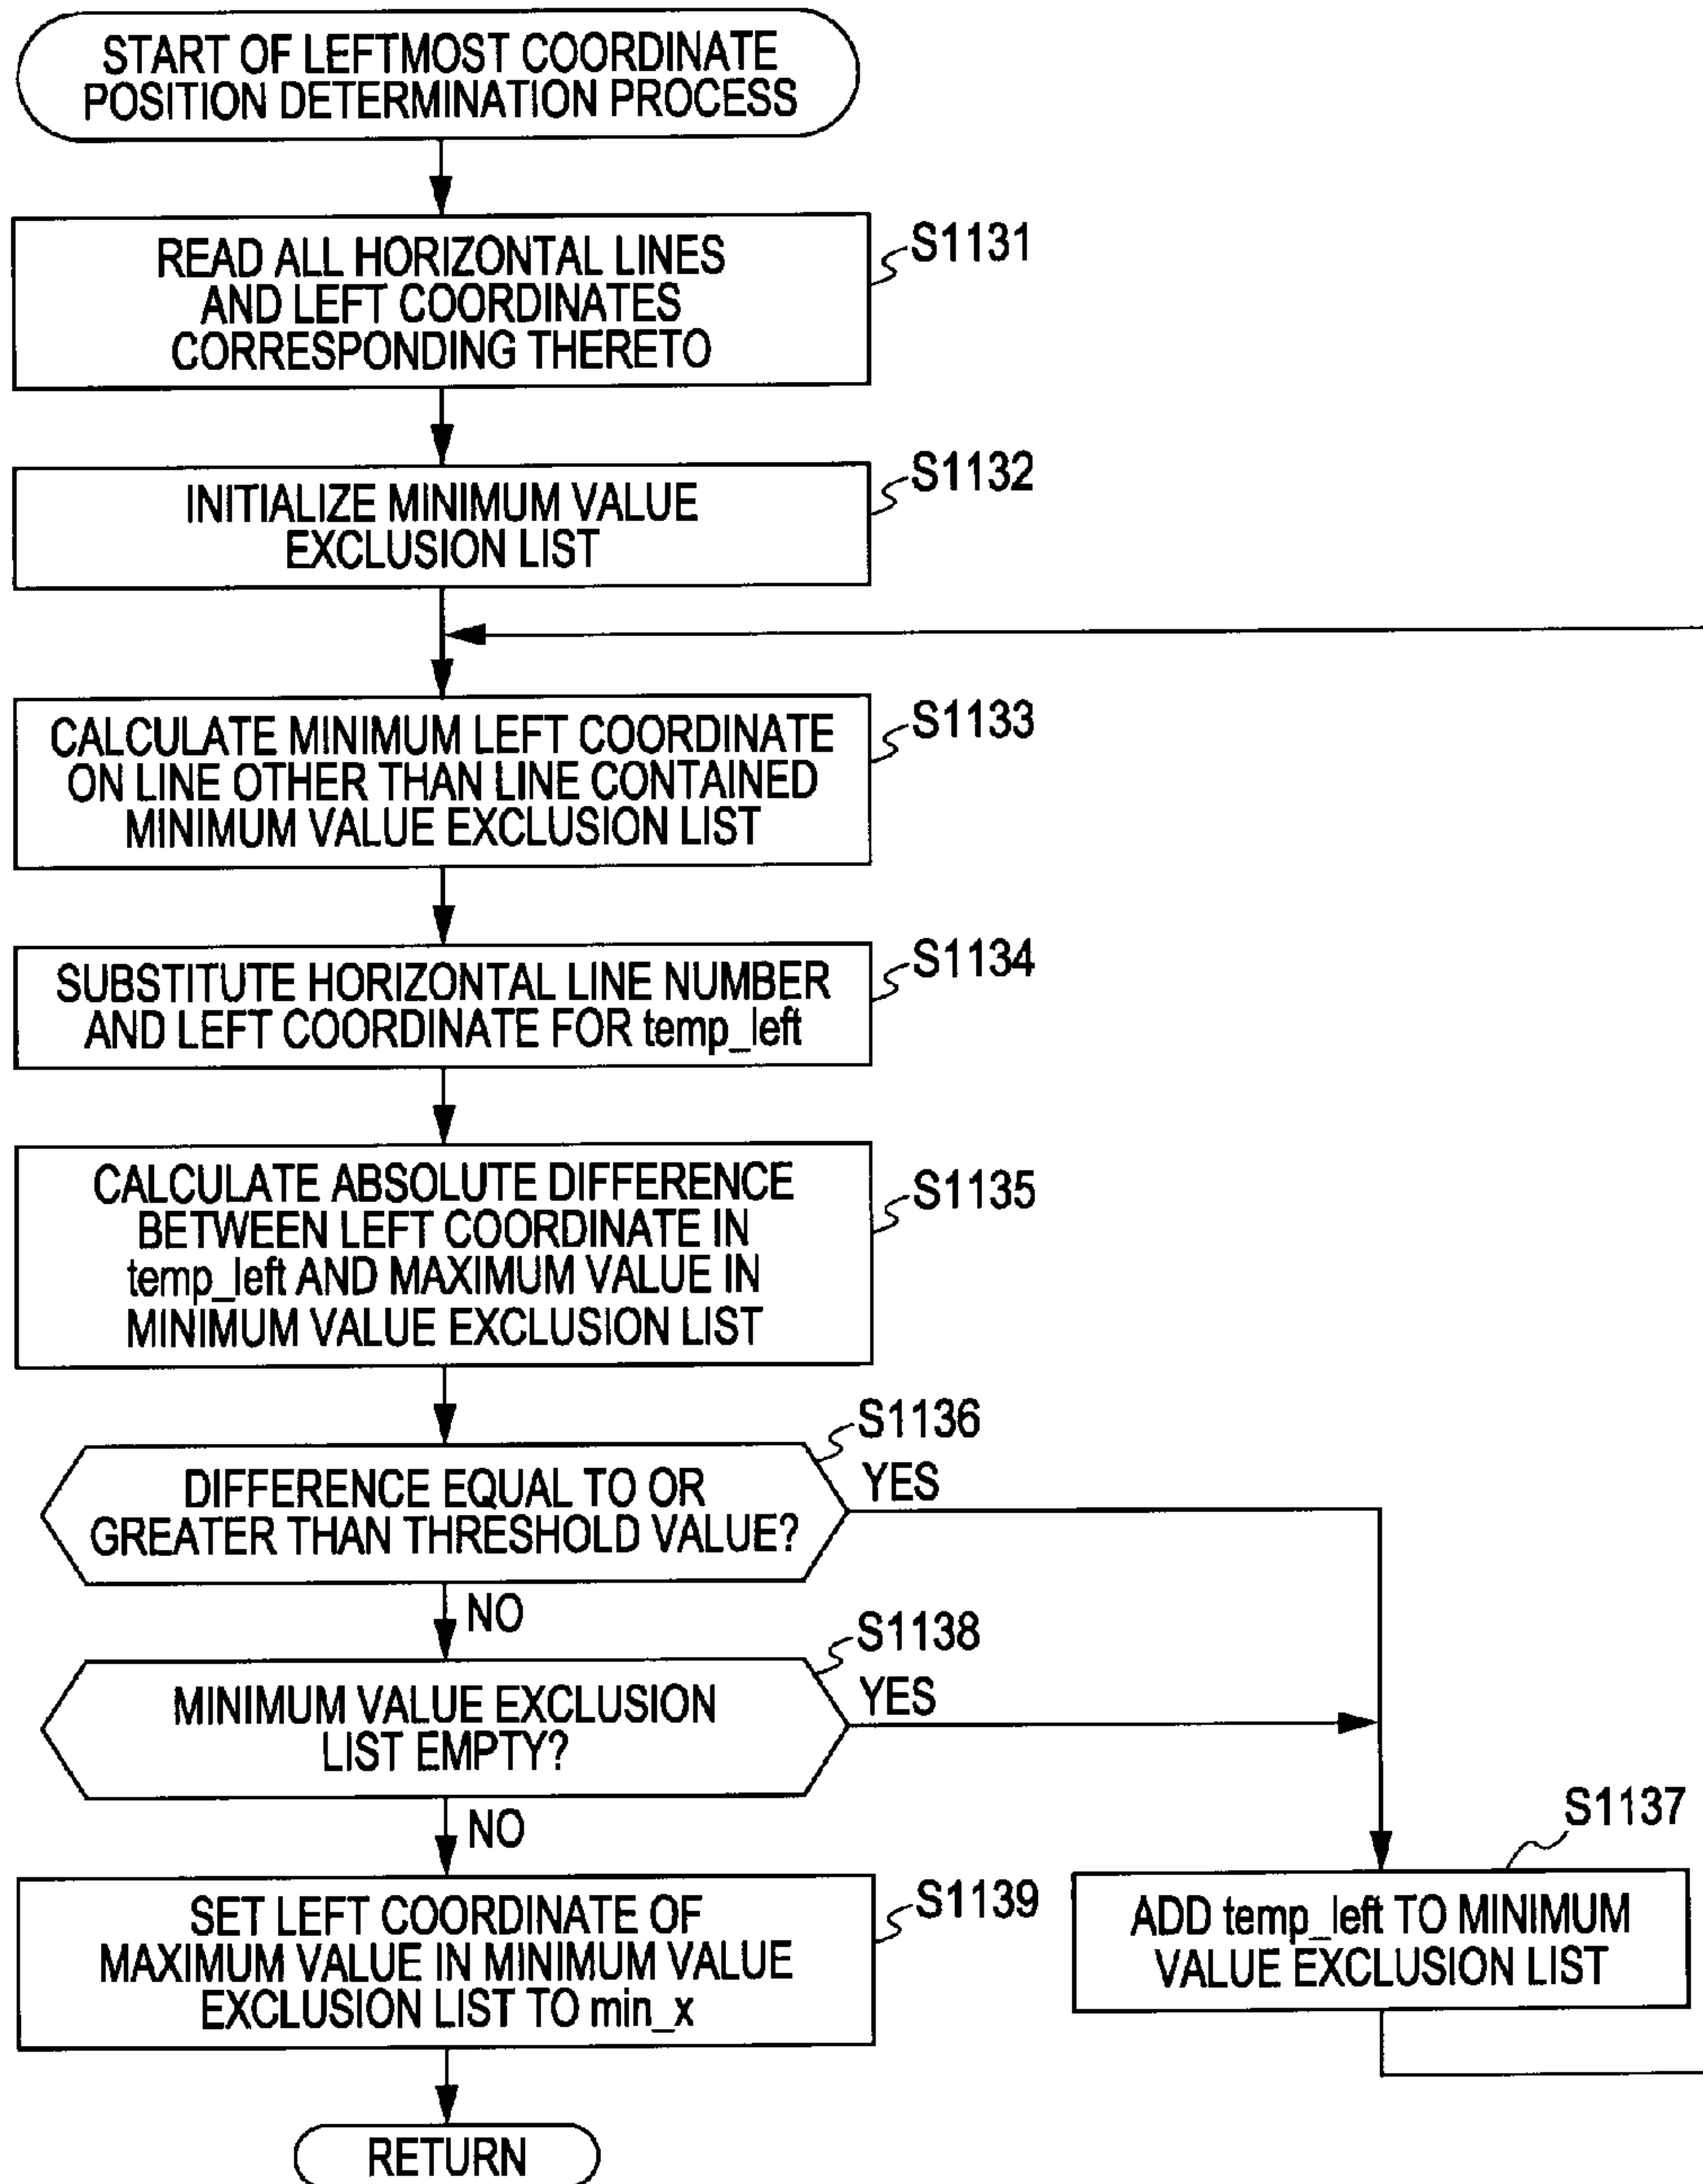 START OF LEFTMOST COORDINATE
POSITION DETERMINATION PROCESS
READ ALL HORIZONTAL LINES
AND LEFT COORDINATES
CORRESPONDING THERETO
S1131
INITIALIZE MINIMUM VALUE
EXCLUSION LIST
S1132
CALCULATE MINIMUM LEFT COORDINATE
ON LINE OTHER THAN LINE CONTAINED
MINIMUM VALUE EXCLUSION LIST
S1133
SUBSTITUTE HORIZONTAL LINE NUMBER
AND LEFT COORDINATE FOR temp_left
S1134
CALCULATE ABSOLUTE DIFFERENCE
BETWEEN LEFT COORDINATE IN
temp_left AND MAXIMUM VALUE IN
MINIMUM VALUE EXCLUSION LIST
S1135
DIFFERENCE EQUAL TO OR
GREATER THAN THRESHOLD VALUE?
S1136
YES
NO
MINIMUM VALUE EXCLUSION
LIST EMPTY?
S1138
YES
NO
SET LEFT COORDINATE OF
MAXIMUM VALUE IN MINIMUM VALUE
EXCLUSION LIST TO min_x
S1139
S1137
ADD temp_left TO MINIMUM
VALUE EXCLUSION LIST
RETURN